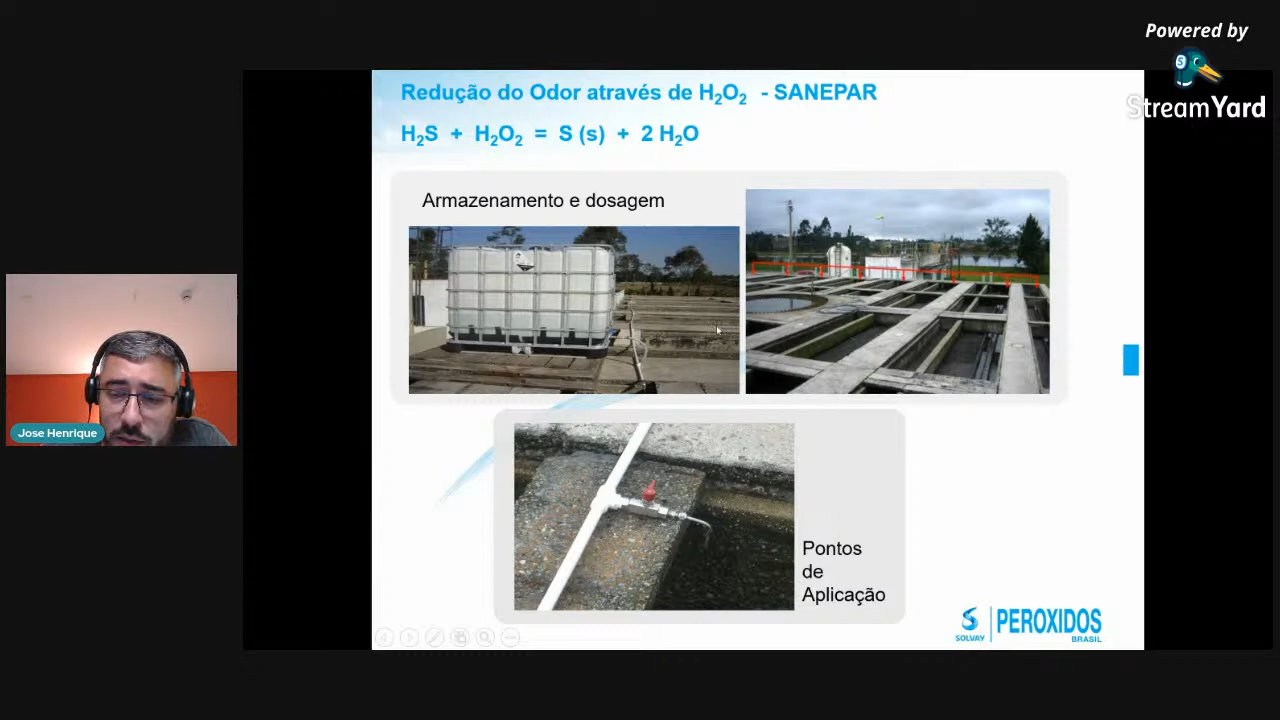 Powered by
StreamYard
Redução do Odor através de H₂O₂ - SANEPAR
H₂S + H₂O₂ = S (s) + 2 H₂O
Armazenamento e dosagem
Jose Henrique
Pontos
de
Aplicação
SOLVAY
PEROXIDOS
BRASIL